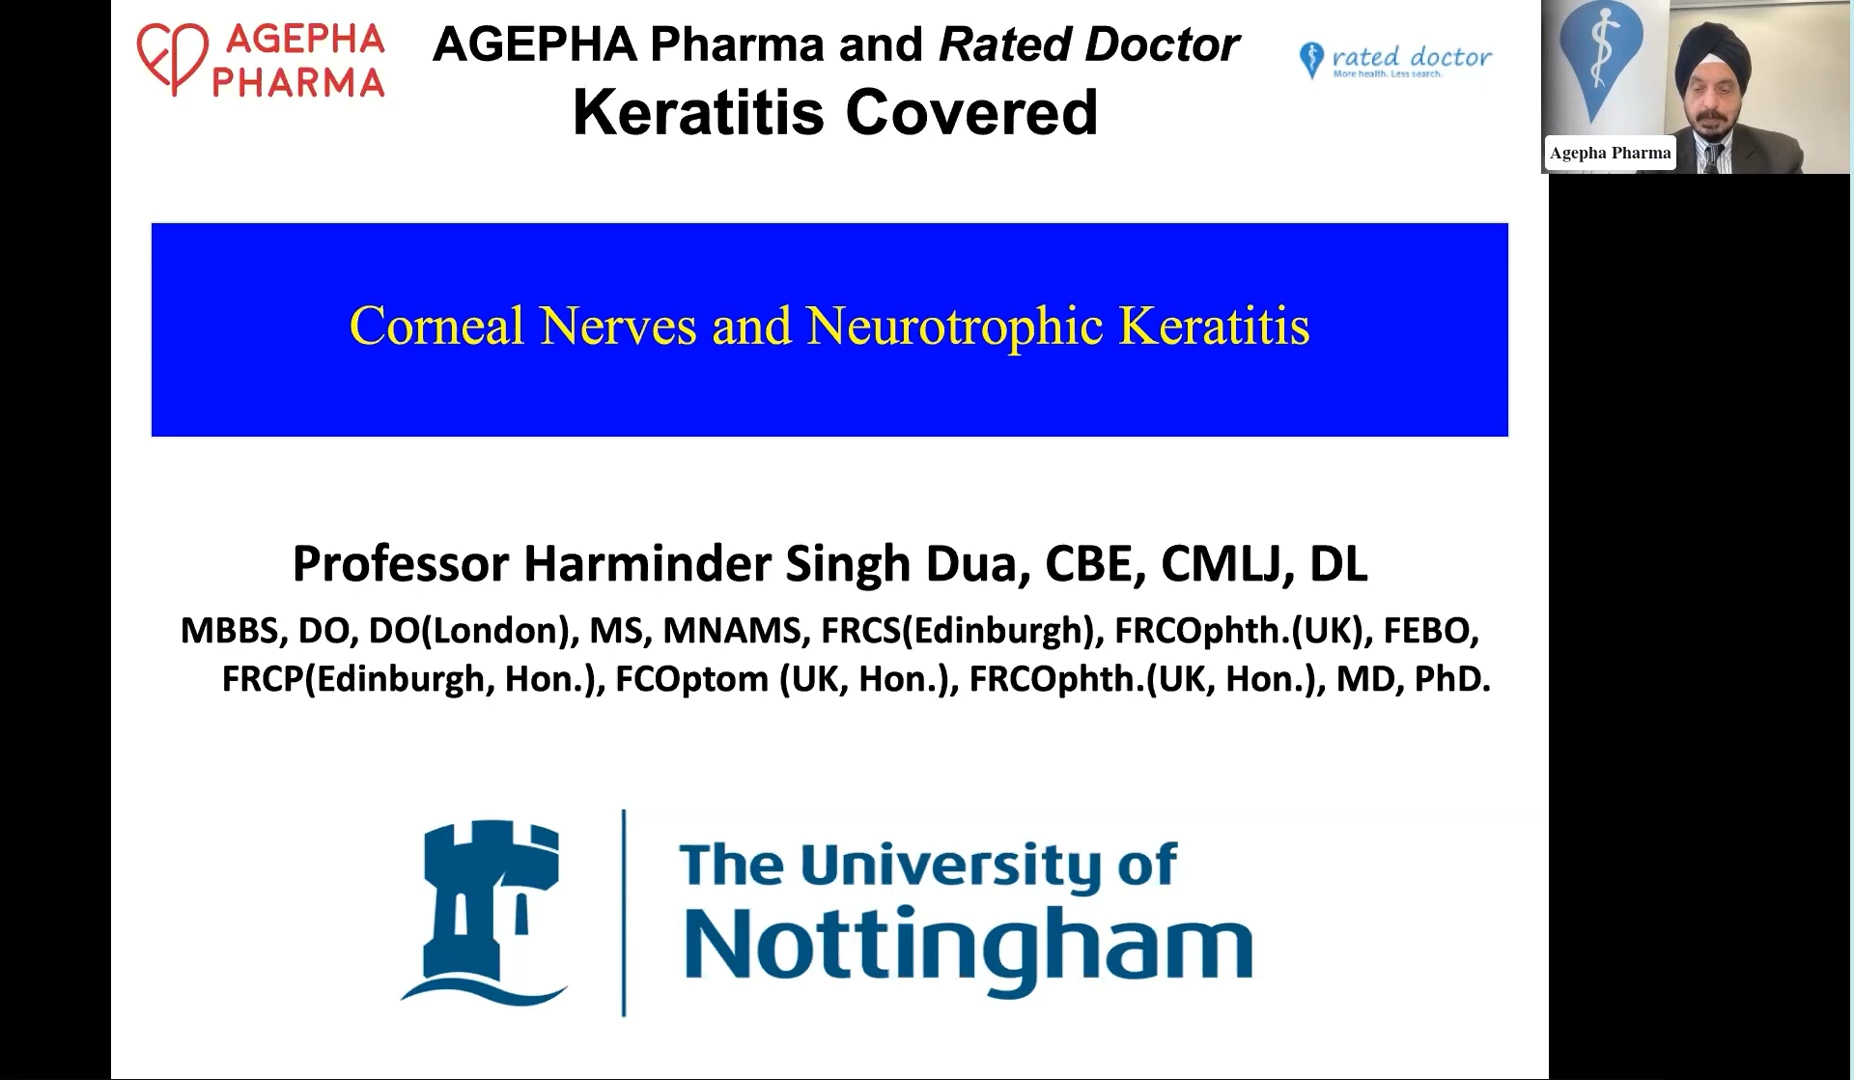 AGEPHA
PHARMA
AGEPHA Pharma and Rated Doctor
Keratitis Covered
rated doctor
More health. Less search.
Agepha Pharma
Corneal Nerves and Neurotrophic Keratitis
Professor Harminder Singh Dua, CBE, CMLJ, DL
MBBS, DO, DO(London), MS, MNAMS, FRCS(Edinburgh), FRCOphth.(UK), FEBO,
FRCP(Edinburgh, Hon.), FCOptom (UK, Hon.), FRCOphth.(UK, Hon.), MD, PhD.
The University of
Nottingham